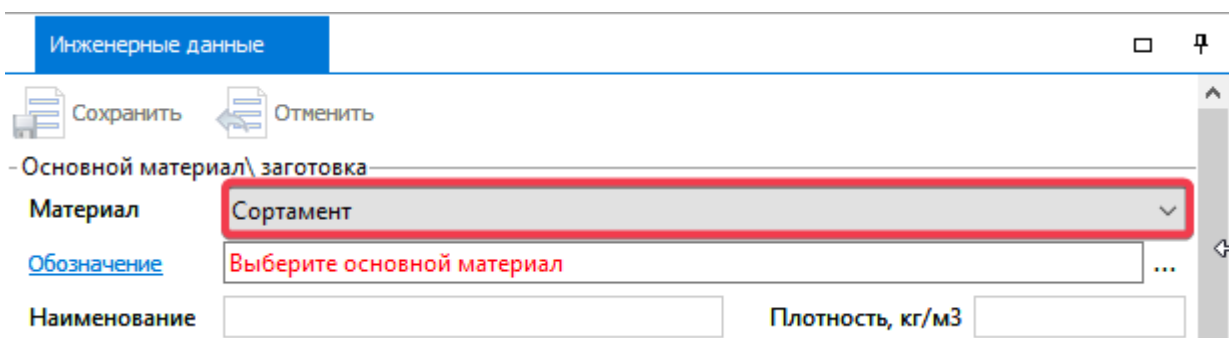 Инженерные данные
Сохранить Отменить
Основной материал\ заготовка
Материал Сортамент
Обозначение Выберите основной материал ...
Наименование Плотность, кг/м3